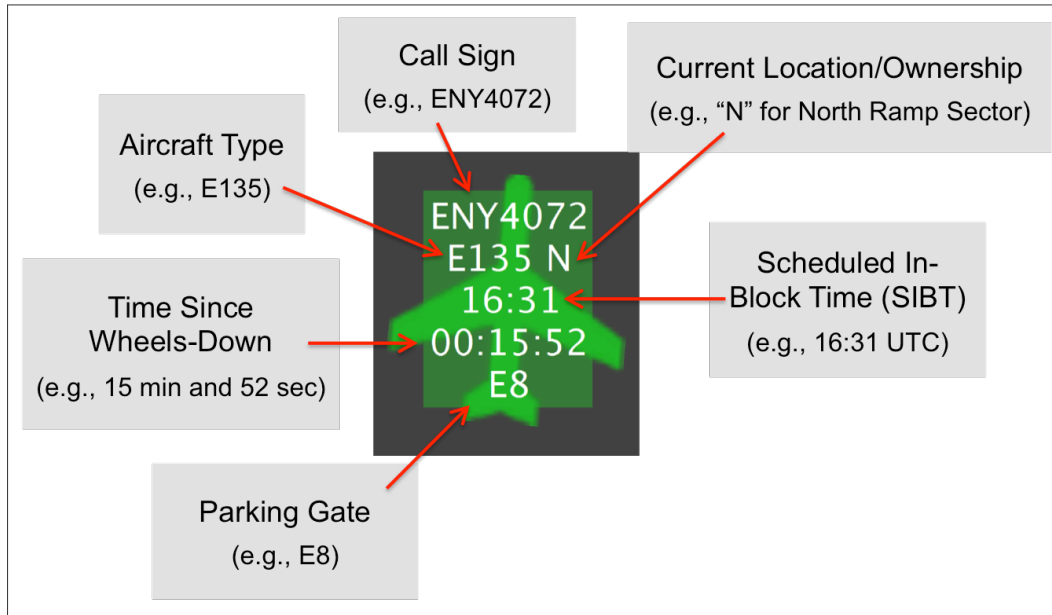 Call Sign
(e.g., ENY4072)
Current Location/Ownership
(e.g., “N” for North Ramp Sector)
Aircraft Type
(e.g., E135)
ENY4072
E135 N
16:31
00:15:52
E8
Scheduled In-
Block Time (SIBT)
(e.g., 16:31 UTC)
Time Since
Wheels-Down
(e.g., 15 min and 52 sec)
Parking Gate
(e.g., E8)